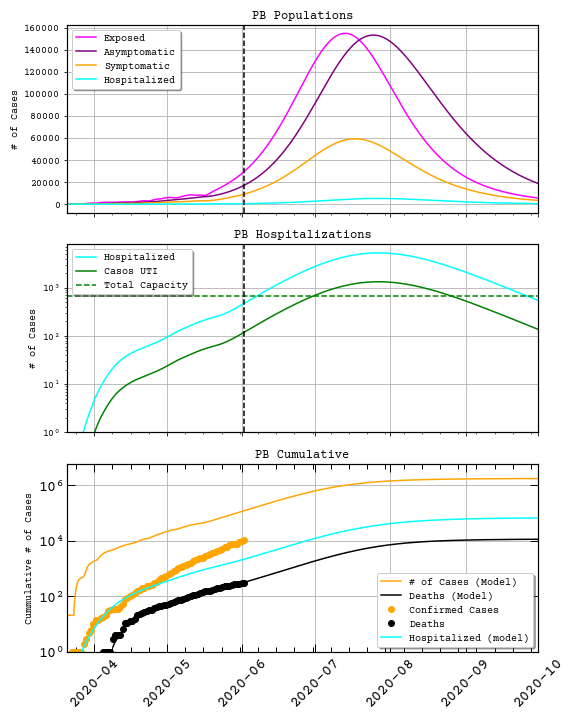 PB Populations
160000
140000
120000
100000
80000
60000
40000
20000
0
# of Cases
Exposed
Asymptomatic
Symptomatic
Hospitalized
PB Hospitalizations
10³
10²
10¹
10⁰
# of Cases
Hospitalized
Casos UTI
Total Capacity
PB Cumulative
10⁶
10⁴
10²
10⁰
Cummulative # of Cases
# of Cases (Model)
Deaths (Model)
Confirmed Cases
Deaths
Hospitalized (model)
2020-04
2020-05
2020-06
2020-07
2020-08
2020-09
2020-10